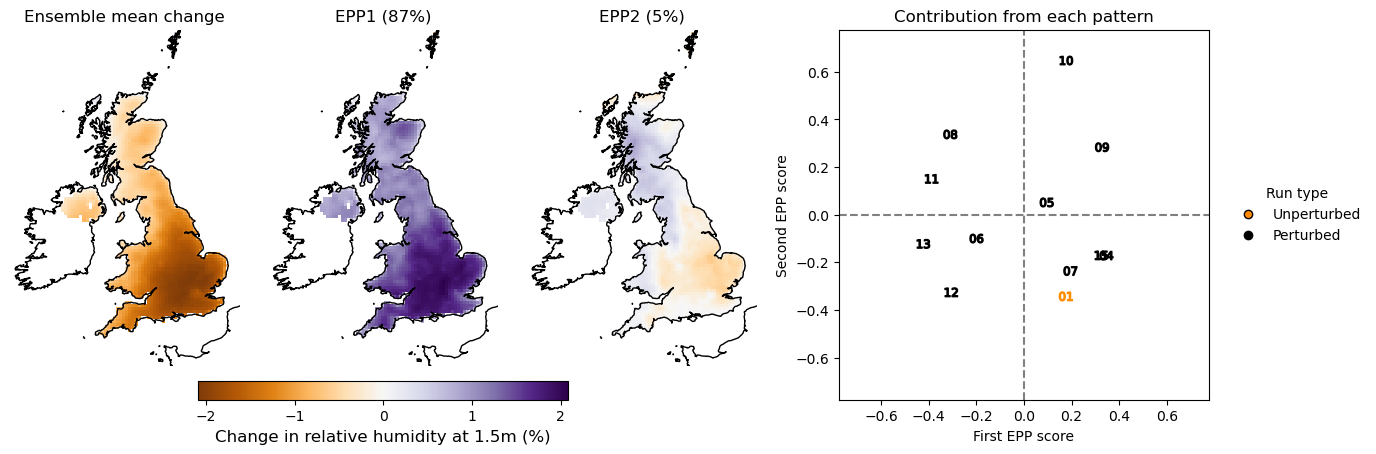 Ensemble mean change
EPP1 (87%)
EPP2 (5%)
Contribution from each pattern
−2 −1 0 1 2
Change in relative humidity at 1.5m (%)
Second EPP score
0.6
0.4
0.2
0.0
−0.2
−0.4
−0.6
10
08
09
11
05
13
06
07
12
01
−0.6 −0.4 −0.2 0.0 0.2 0.4 0.6
First EPP score
Run type
Unperturbed
Perturbed